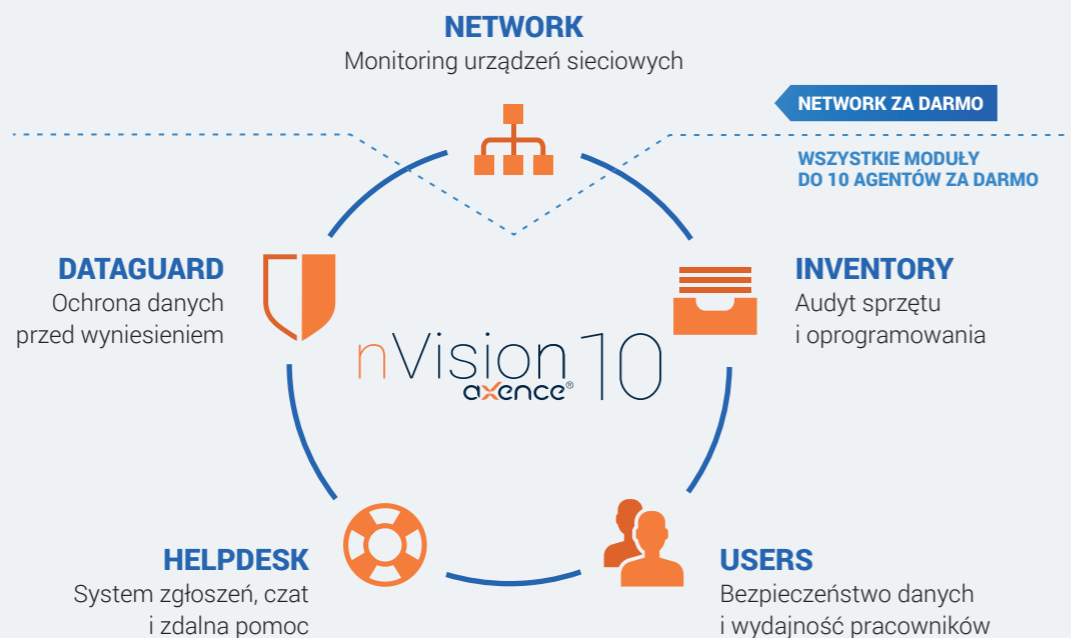 NETWORK
Monitoring urządzeń sieciowych
NETWORK ZA DARMO
WSZYSTKIE MODUŁY
DO 10 AGENTÓW ZA DARMO
DATAGUARD
Ochrona danych
przed wyniesieniem
INVENTORY
Audyt sprzętu
i oprogramowania
nVision 10
axence®
HELPDESK
System zgłoszeń, czat
i zdalna pomoc
USERS
Bezpieczeństwo danych
i wydajność pracowników